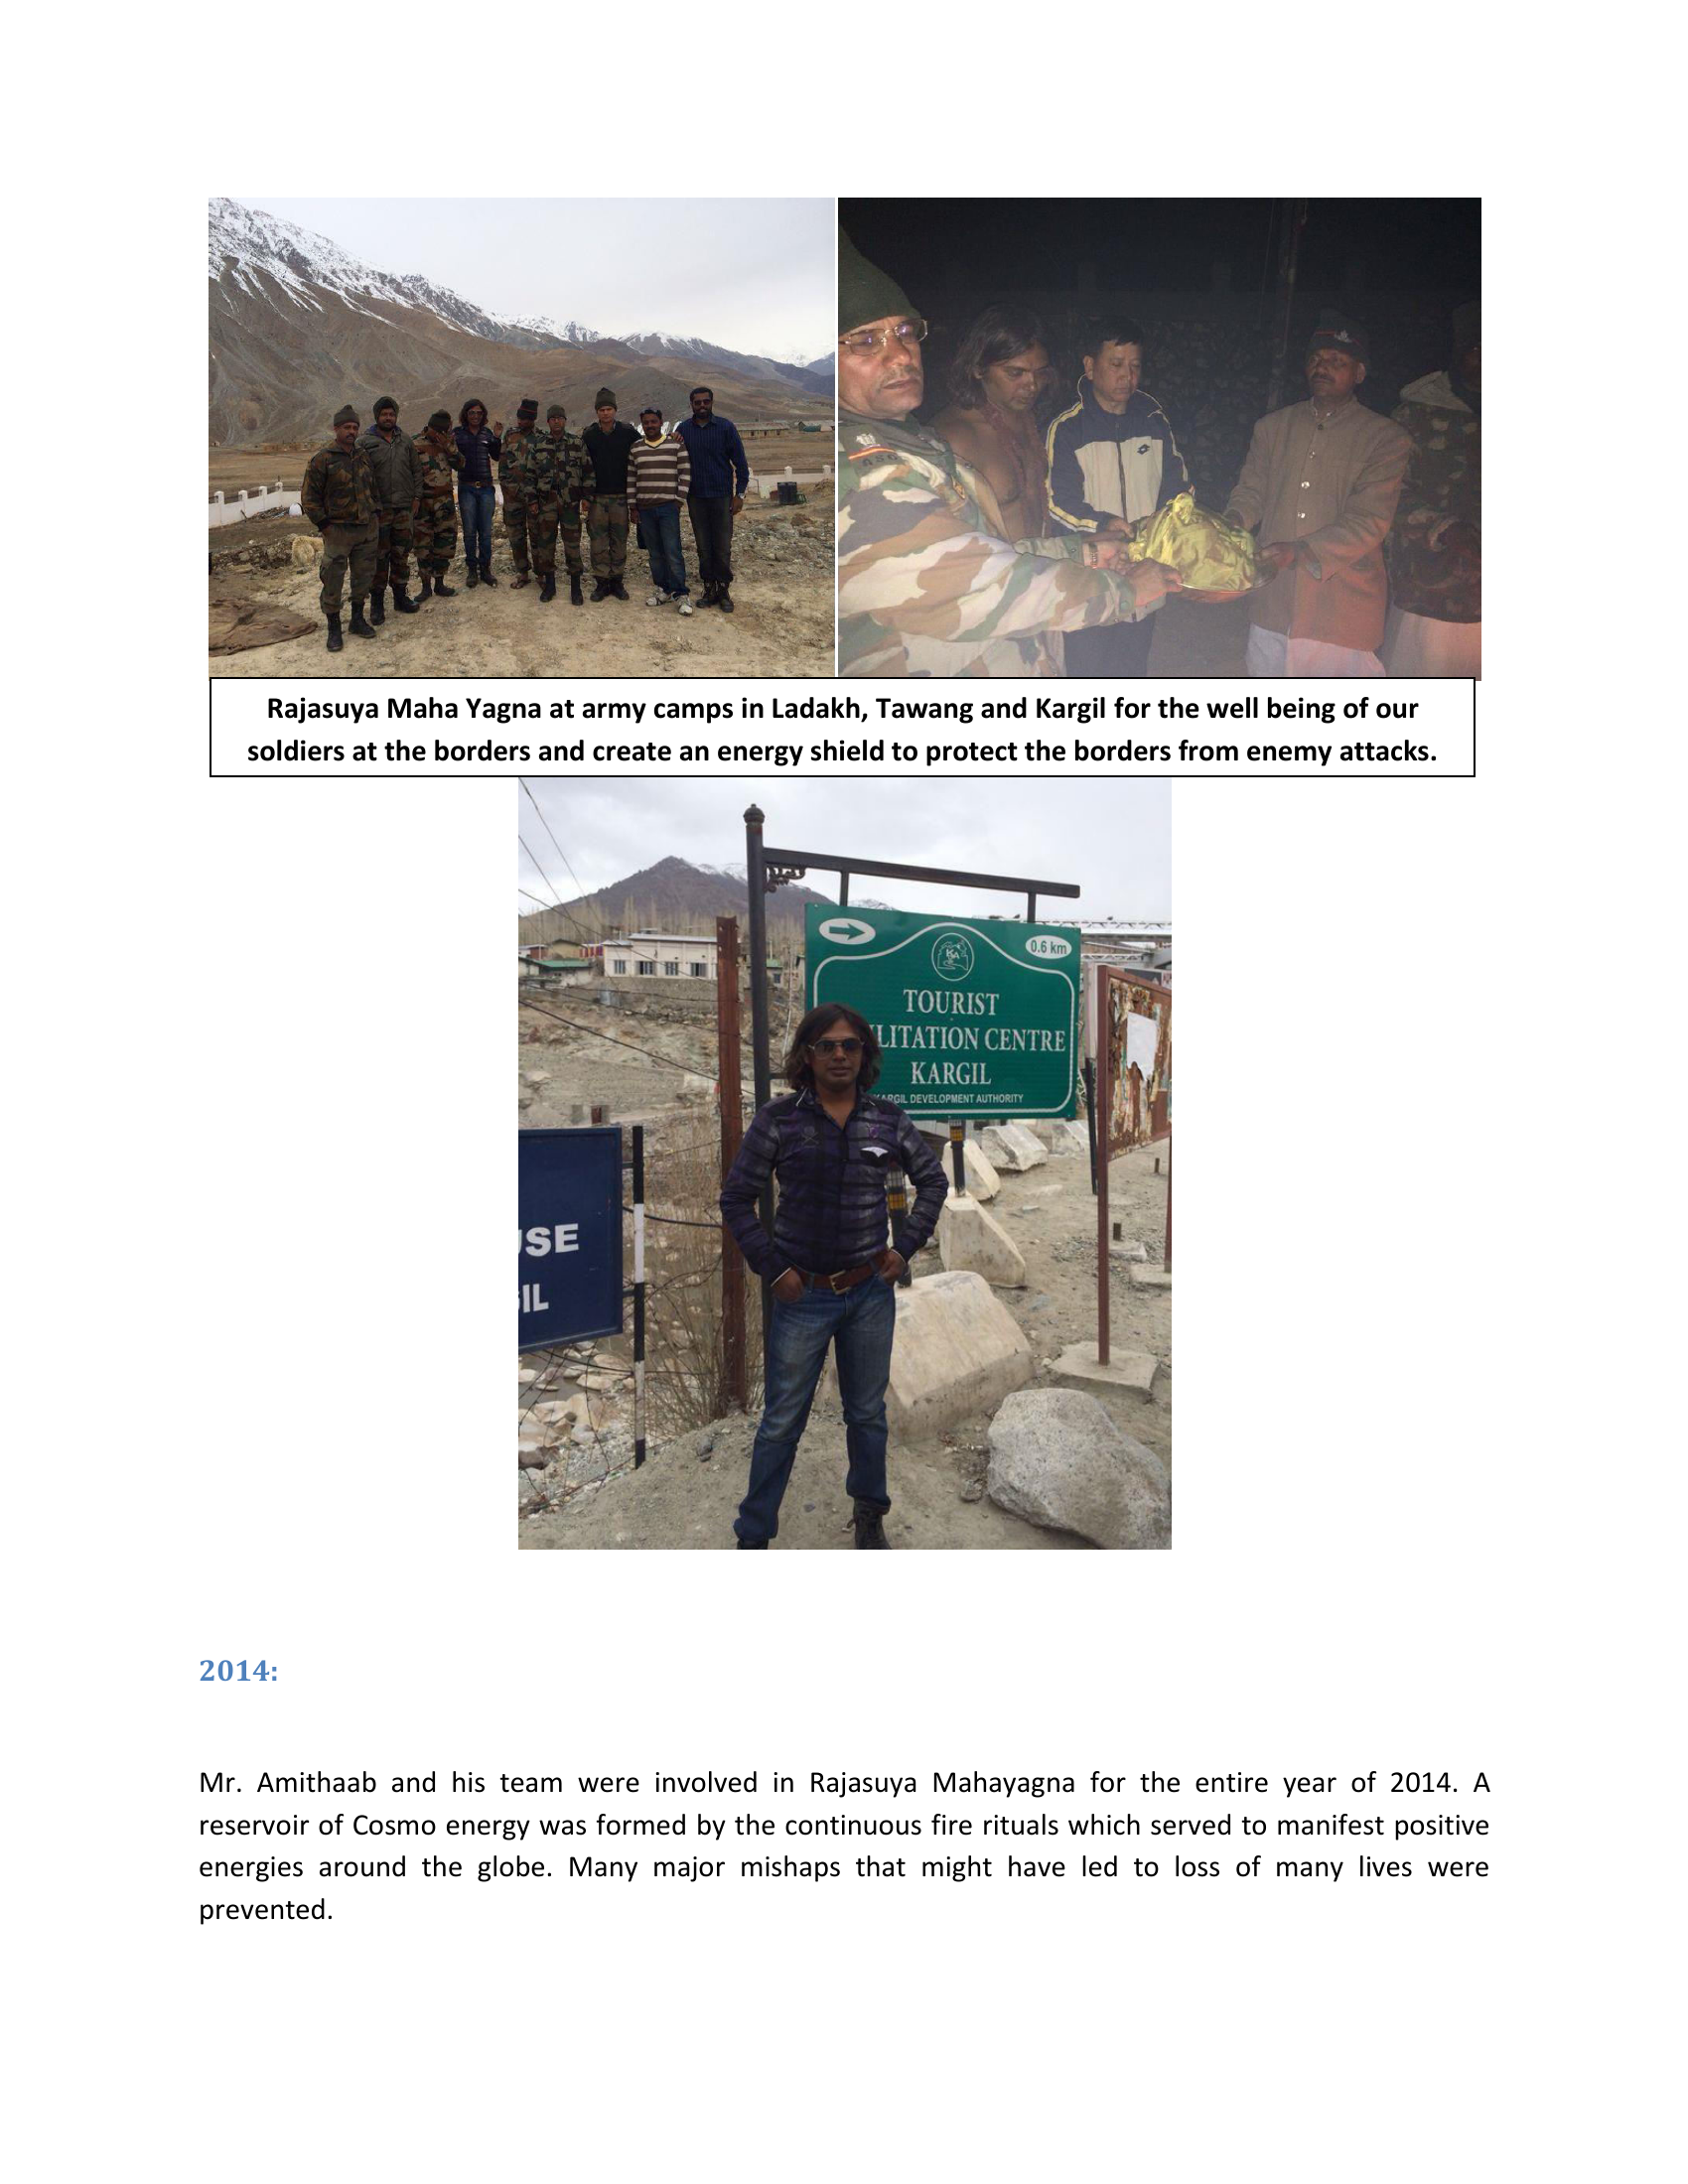 Rajasuya Maha Yagna at army camps in Ladakh, Tawang and Kargil for the well being of our
soldiers at the borders and create an energy shield to protect the borders from enemy attacks.
0.6 km
TOURIST
LITATION CENTRE
KARGIL
KARGIL DEVELOPMENT AUTHORITY
USE
IL
2014:
Mr. Amithaab and his team were involved in Rajasuya Mahayagna for the entire year of 2014. A
reservoir of Cosmo energy was formed by the continuous fire rituals which served to manifest positive
energies around the globe. Many major mishaps that might have led to loss of many lives were
prevented.